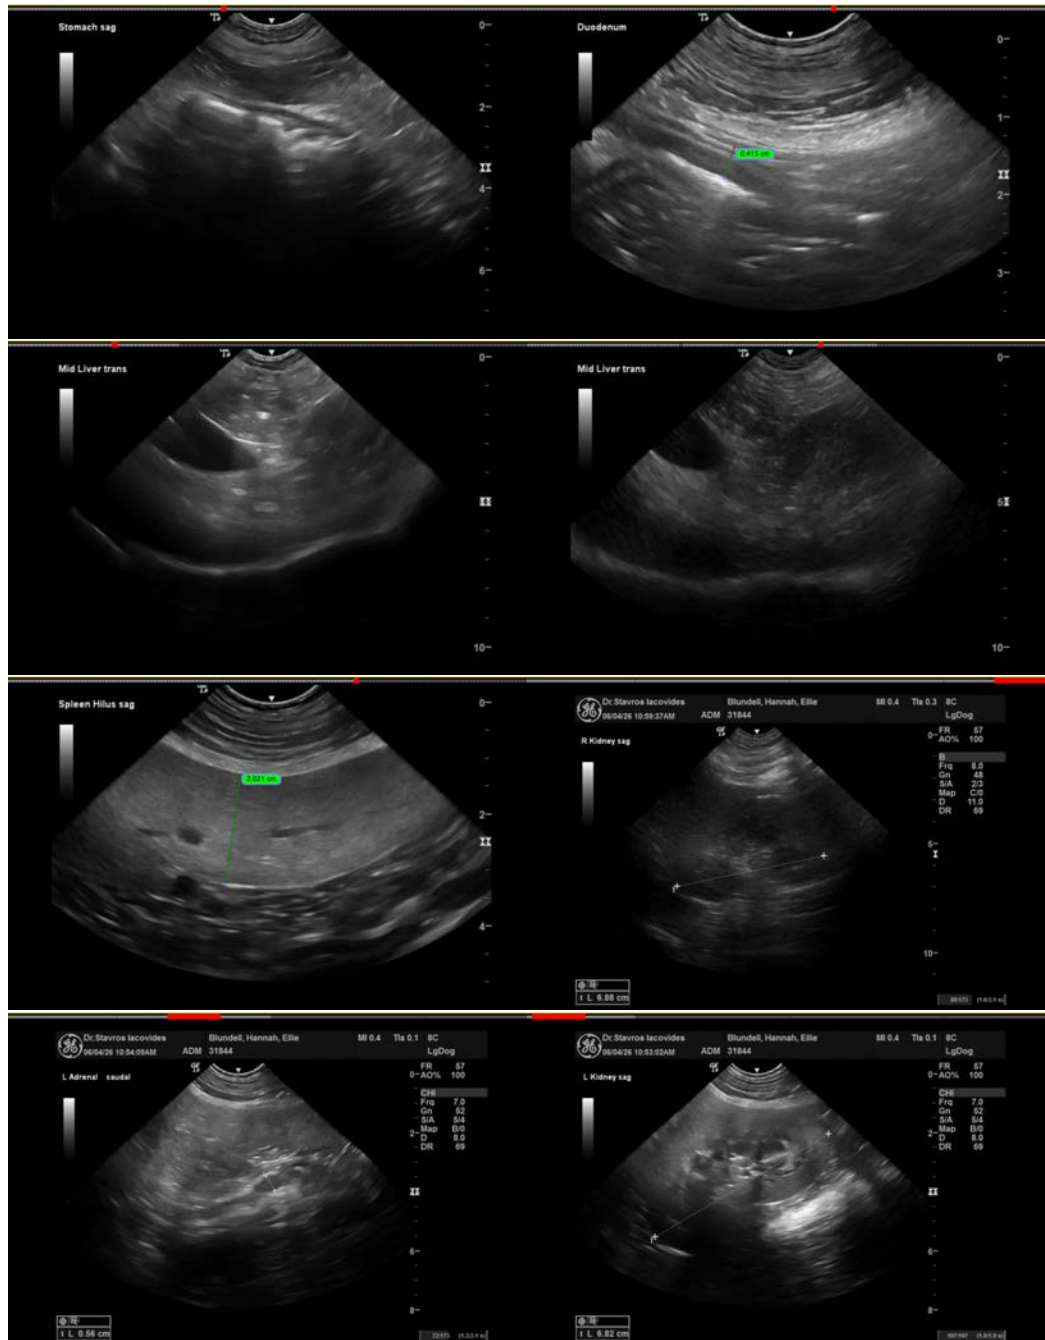 Stomach sag
0
2
4
6
Duodenum
0.415 cm
0
1
2
3
Mid Liver trans
0
5
10
Mid Liver trans
0
5
10
Spleen Hilus sag
2.021 cm
0
2
4
Dr.Stavros Iacovides Blundell, Hannah, Ellie MI 0.4 TIs 0.3 8C
06/04/26 10:59:37AM ADM 31844 LgDog
R Kidney sag
FR 57
AO% 100
B
Frq 8.0
Gn 48
S/A 2/3
Map C/0
D 11.0
DR 69
0
5
10
1 L 6.88 cm
Dr.Stavros Iacovides Blundell, Hannah, Ellie MI 0.4 TIs 0.1 8C
06/04/26 10:54:09AM ADM 31844 LgDog
L Adrenal caudal
FR 57
AO% 100
CHI
Frq 7.0
Gn 52
S/A 5/4
Map B/0
D 8.0
DR 69
0
2
6
8
1 L 0.56 cm
Dr.Stavros Iacovides Blundell, Hannah, Ellie MI 0.4 TIs 0.1 8C
06/04/26 10:53:02AM ADM 31844 LgDog
L Kidney sag
FR 57
AO% 100
CHI
Frq 7.0
Gn 52
S/A 5/4
Map B/0
D 8.0
DR 69
0
2
6
8
1 L 6.82 cm